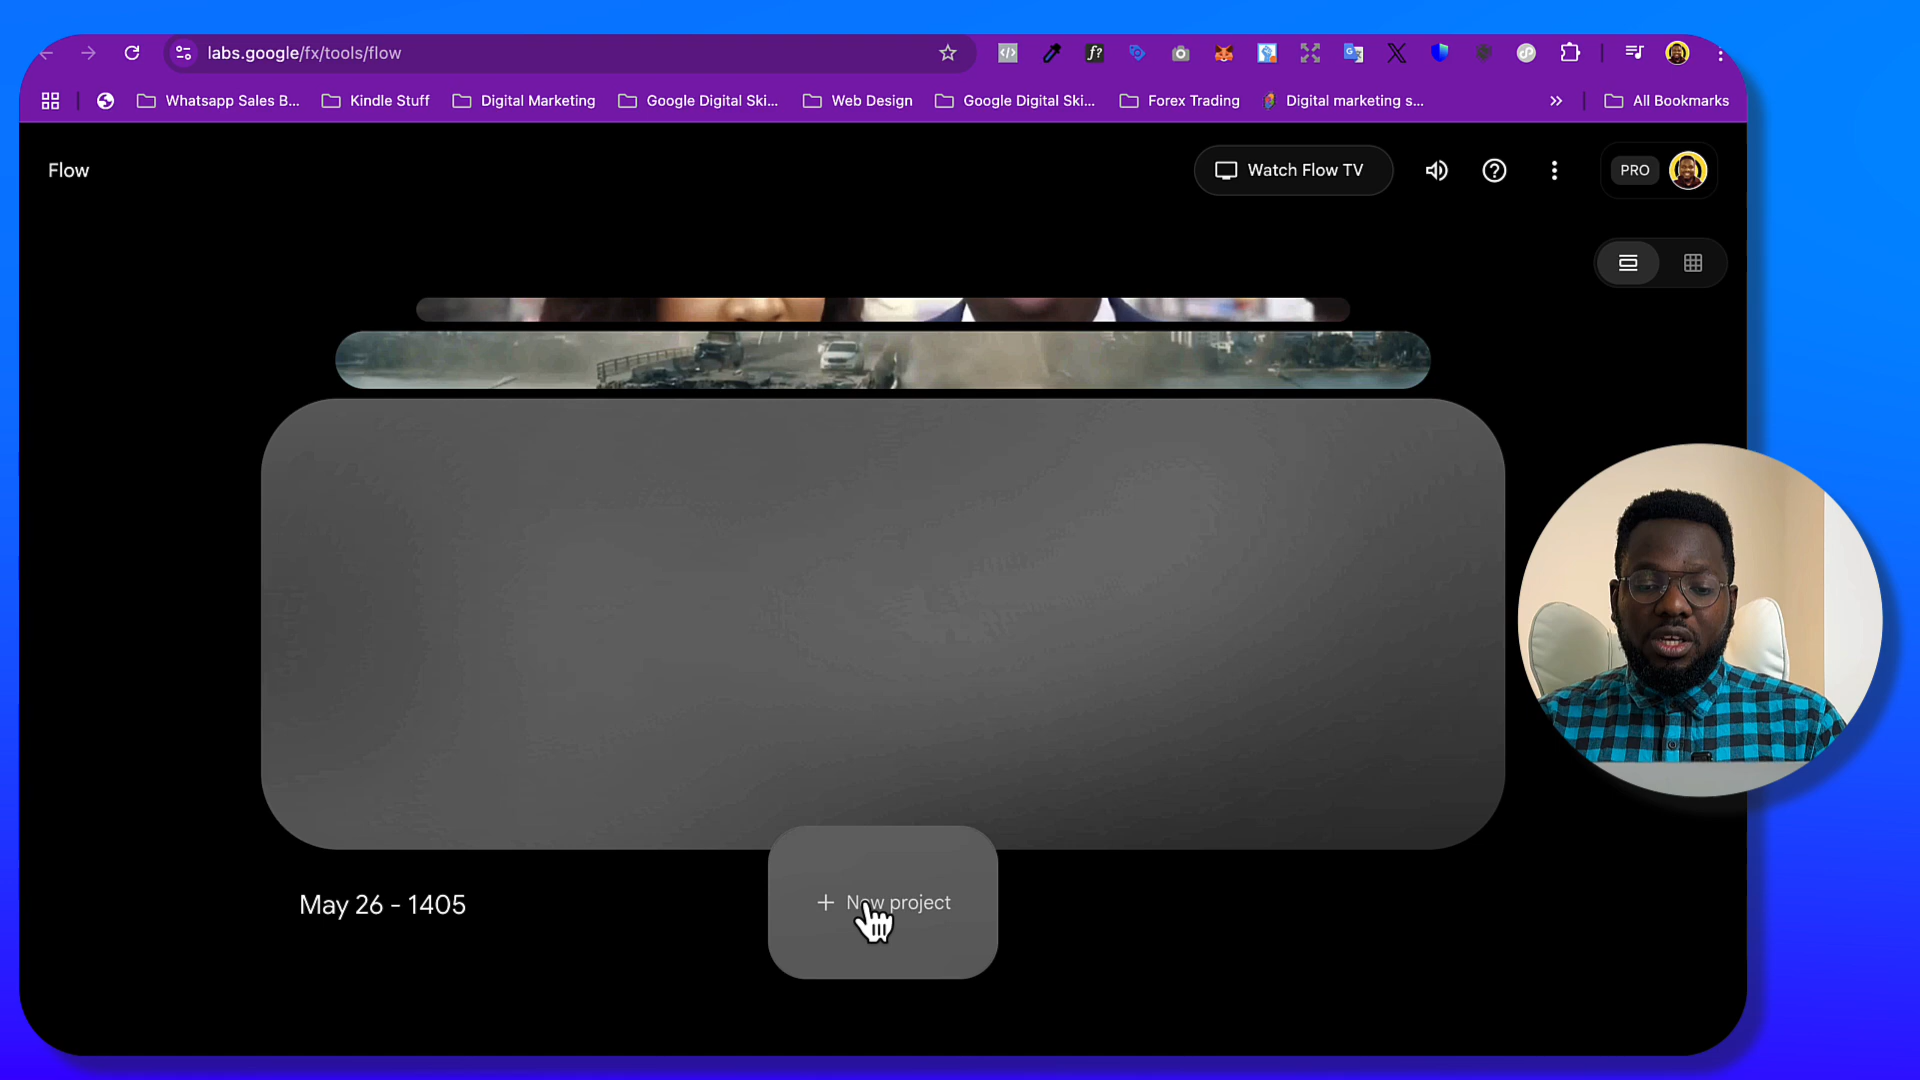 labs.google/fx/tools/flow
Whatsapp Sales B... Kindle Stuff Digital Marketing Google Digital Ski... Web Design Google Digital Ski... Forex Trading Digital marketing s... All Bookmarks
Flow
Watch Flow TV
PRO
May 26 - 1405
New project